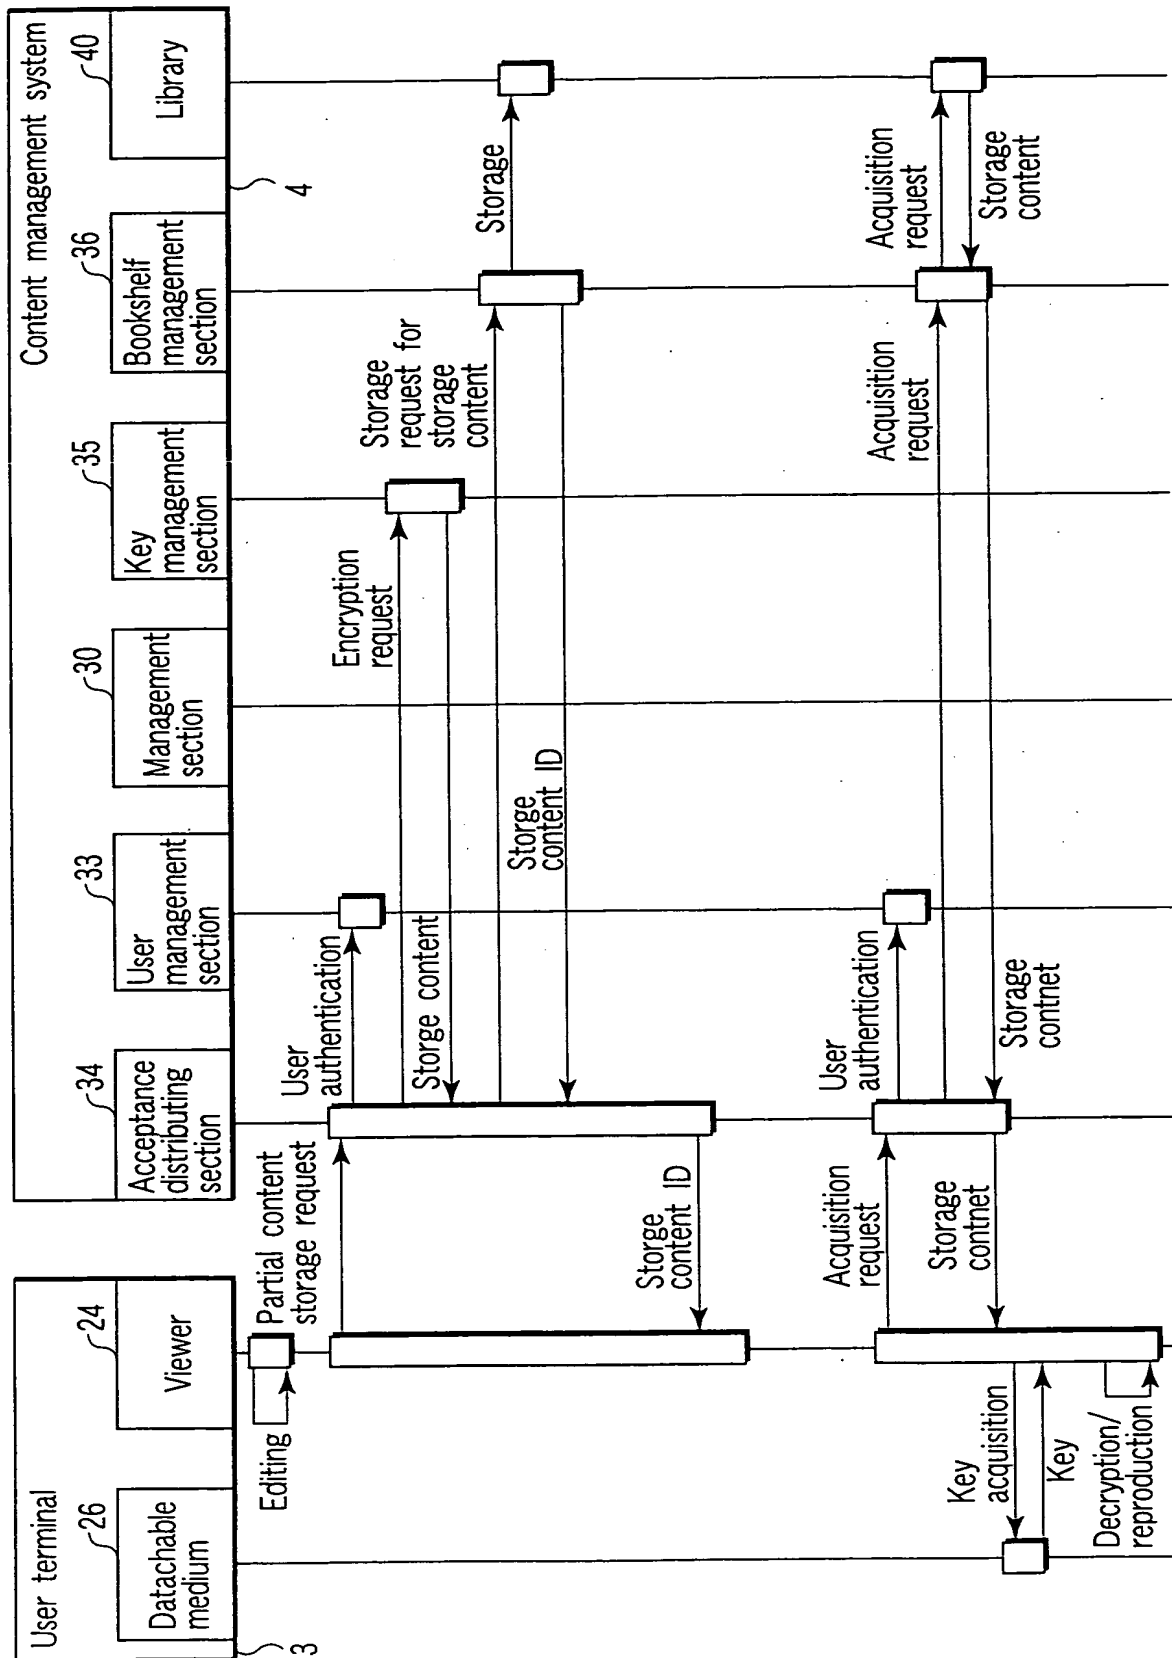 User terminal
3
26
Datachable
medium
24
Viewer
Content management system
4
34
Acceptance
distributing
section
33
User
management
section
30
Management
section
35
Key
management
section
36
Bookshelf
management
section
40
Library
Editing
Partial content
storage request
User
authentication
Encryption
request
Storge content
Storage
request for
storage
content
Storage
Storge
content ID
Storge
content ID
Acquisition
request
User
authentication
Acquisition
request
Acquisition
request
Storage
content
Storage
contnet
Storage
contnet
Key
acquisition
Key
Decryption/
reproduction